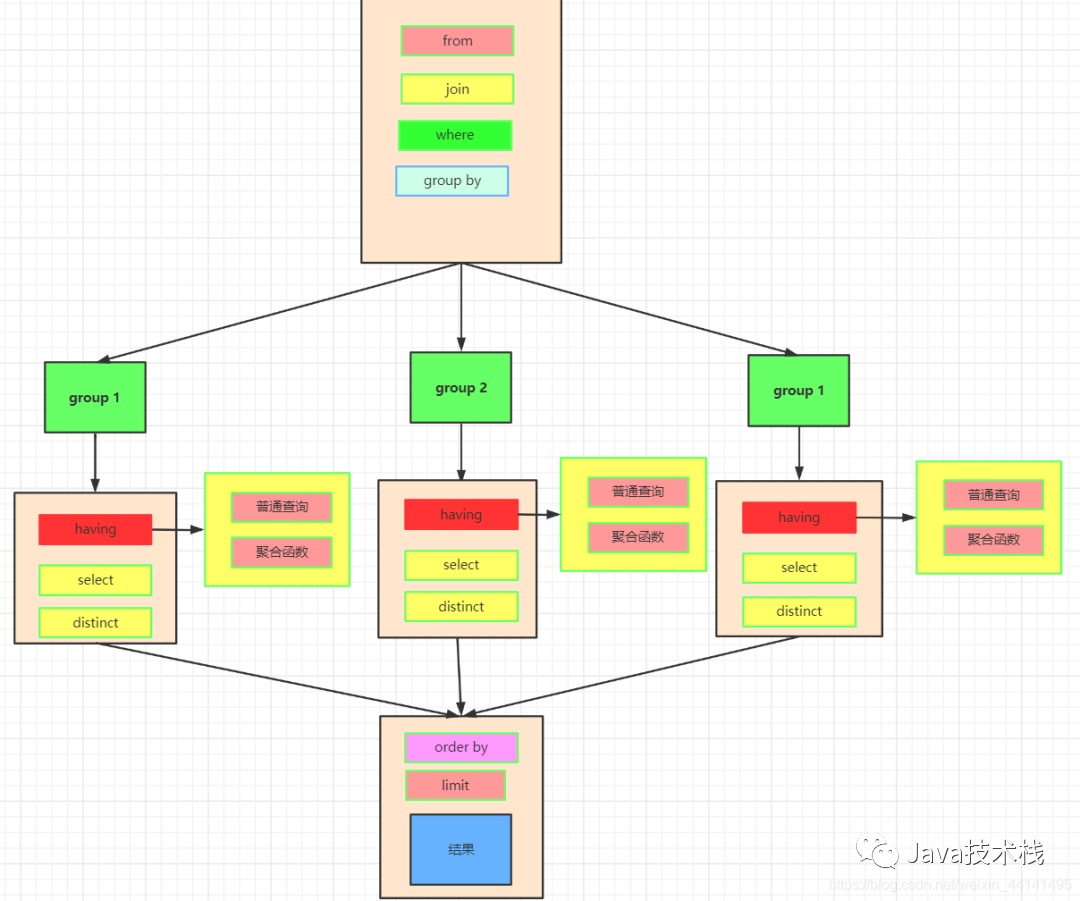 from
join
where
group by
group 1
group 2
group 1
having
select
distinct
普通查询
聚合函数
having
select
distinct
普通查询
聚合函数
having
select
distinct
普通查询
聚合函数
order by
limit
结果
Java技术栈
https://blog.csdn.net/weixin_44141495